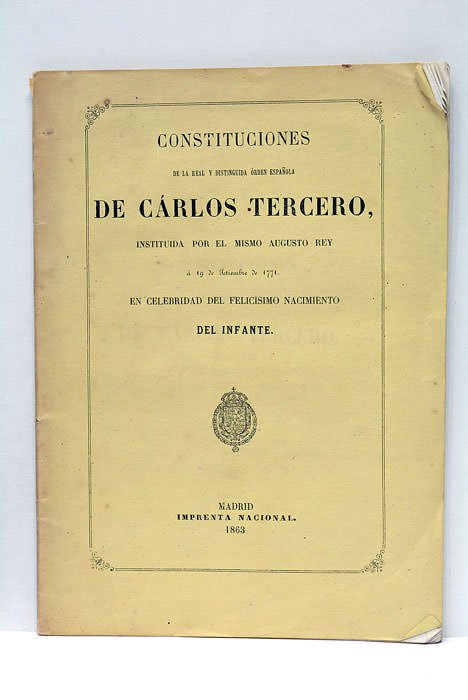 CONSTITUCIONES
DE LA REAL Y DISTINGUIDA ÓRDEN ESPAÑOLA
DE CÁRLOS TERCERO,
INSTITUIDA POR EL MISMO AUGUSTO REY
á 19 de Setiembre de 1771.
EN CELEBRIDAD DEL FELICÍSIMO NACIMIENTO
DEL INFANTE.
MADRID
IMPRENTA NACIONAL.
1863